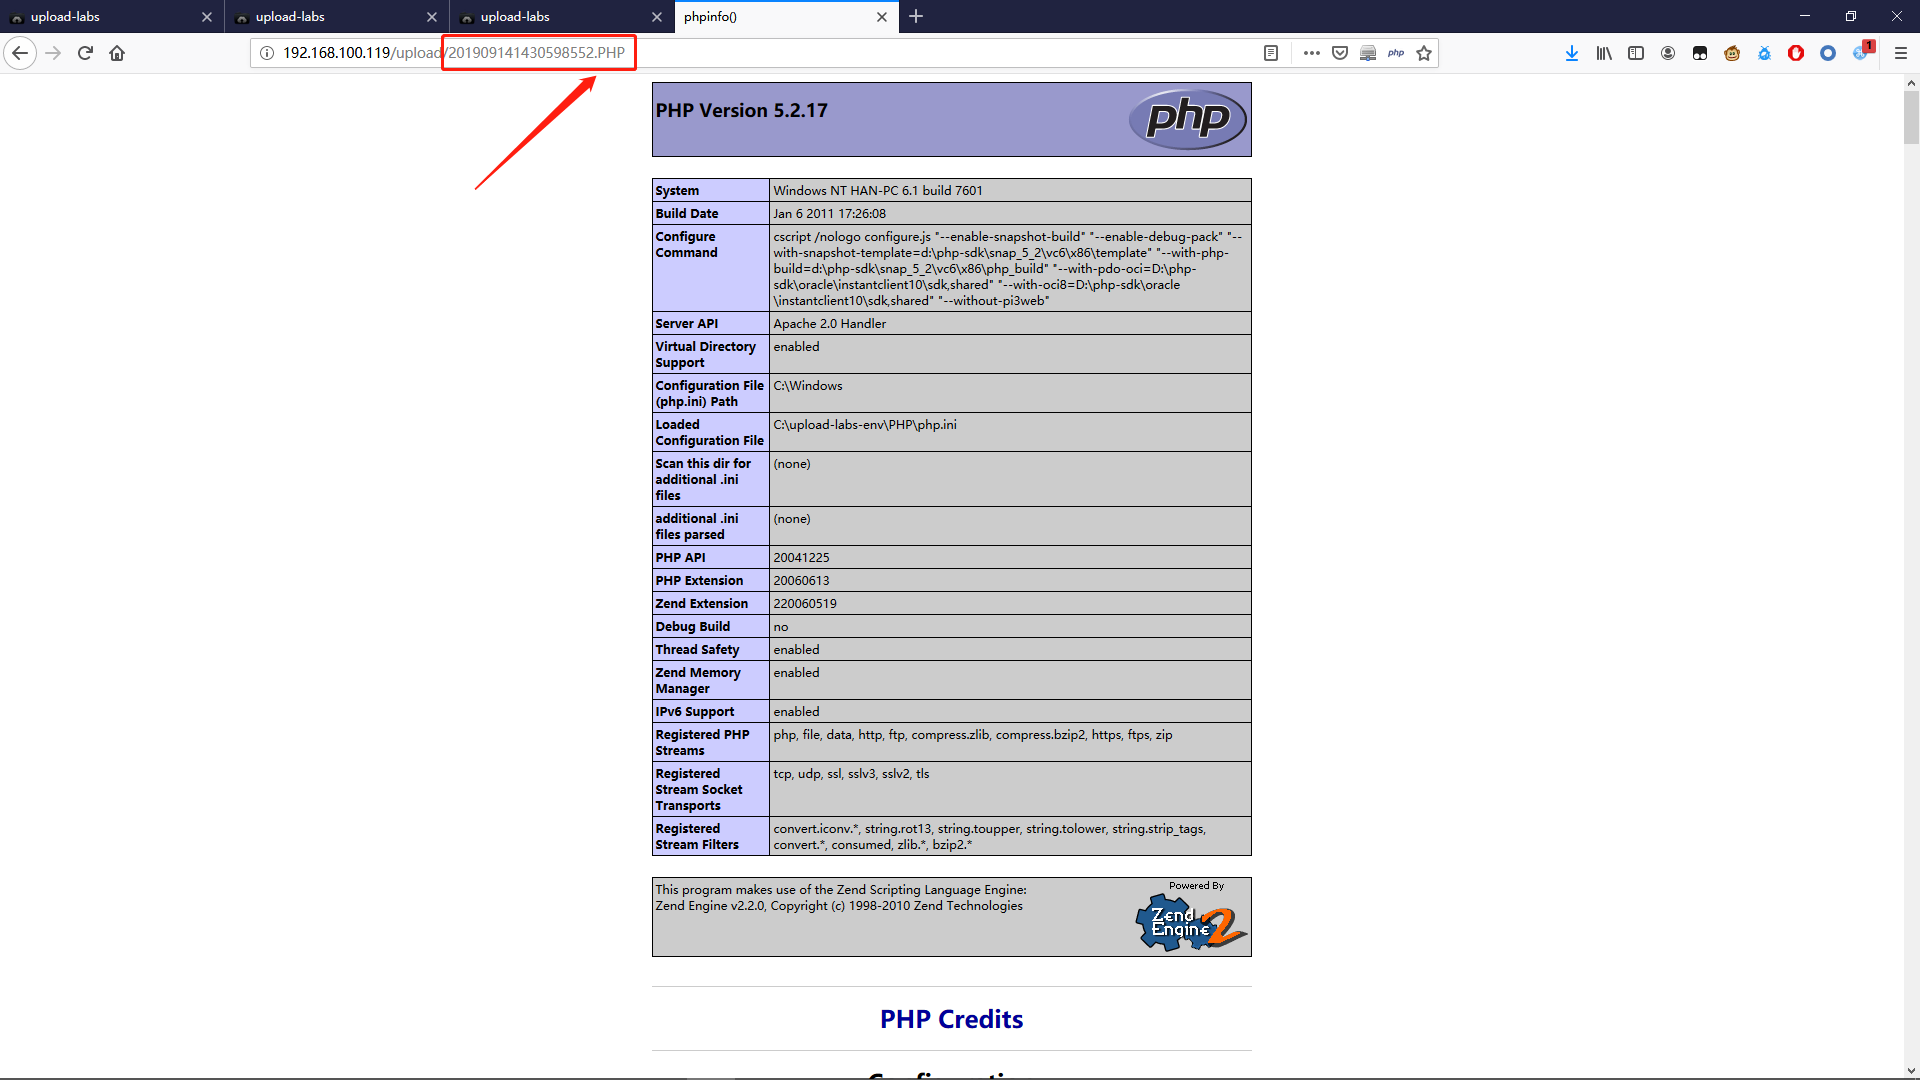 upload-labs
upload-labs
upload-labs
phpinfo()
192.168.100.119/upload/201909141430598552.PHP
php
1
PHP Version 5.2.17
php
System
Windows NT HAN-PC 6.1 build 7601
Build Date
Jan 6 2011 17:26:08
Configure
Command
cscript /nologo configure.js "--enable-snapshot-build" "--enable-debug-pack" "--
with-snapshot-template=d:\php-sdk\snap_5_2\vc6\x86\template" "--with-php-
build=d:\php-sdk\snap_5_2\vc6\x86\php_build" "--with-pdo-oci=D:\php-
sdk\oracle\instantclient10\sdk,shared" "--with-oci8=D:\php-sdk\oracle
\instantclient10\sdk,shared" "--without-pi3web"
Server API
Apache 2.0 Handler
Virtual Directory
Support
enabled
Configuration File
(php.ini) Path
C:\Windows
Loaded
Configuration File
C:\upload-labs-env\PHP\php.ini
Scan this dir for
additional .ini
files
(none)
additional .ini
files parsed
(none)
PHP API
20041225
PHP Extension
20060613
Zend Extension
220060519
Debug Build
no
Thread Safety
enabled
Zend Memory
Manager
enabled
IPv6 Support
enabled
Registered PHP
Streams
php, file, data, http, ftp, compress.zlib, compress.bzip2, https, ftps, zip
Registered
Stream Socket
Transports
tcp, udp, ssl, sslv3, sslv2, tls
Registered
Stream Filters
convert.iconv.*, string.rot13, string.toupper, string.tolower, string.strip_tags,
convert.*, consumed, zlib.*, bzip2.*
This program makes use of the Zend Scripting Language Engine:
Zend Engine v2.2.0, Copyright (c) 1998-2010 Zend Technologies
Powered By
Zend
Engine 2
PHP Credits